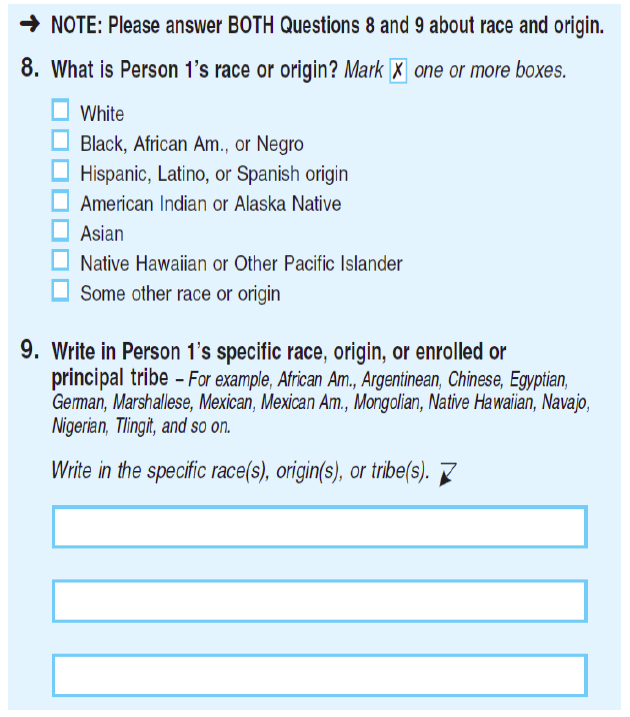 ➔ NOTE: Please answer BOTH Questions 8 and 9 about race and origin.
8. What is Person 1's race or origin? Mark X one or more boxes.
White
Black, African Am., or Negro
Hispanic, Latino, or Spanish origin
American Indian or Alaska Native
Asian
Native Hawaiian or Other Pacific Islander
Some other race or origin
9. Write in Person 1's specific race, origin, or enrolled or
principal tribe – For example, African Am., Argentinean, Chinese, Egyptian,
German, Marshallese, Mexican, Mexican Am., Mongolian, Native Hawaiian, Navajo,
Nigerian, Tlingit, and so on.
Write in the specific race(s), origin(s), or tribe(s).